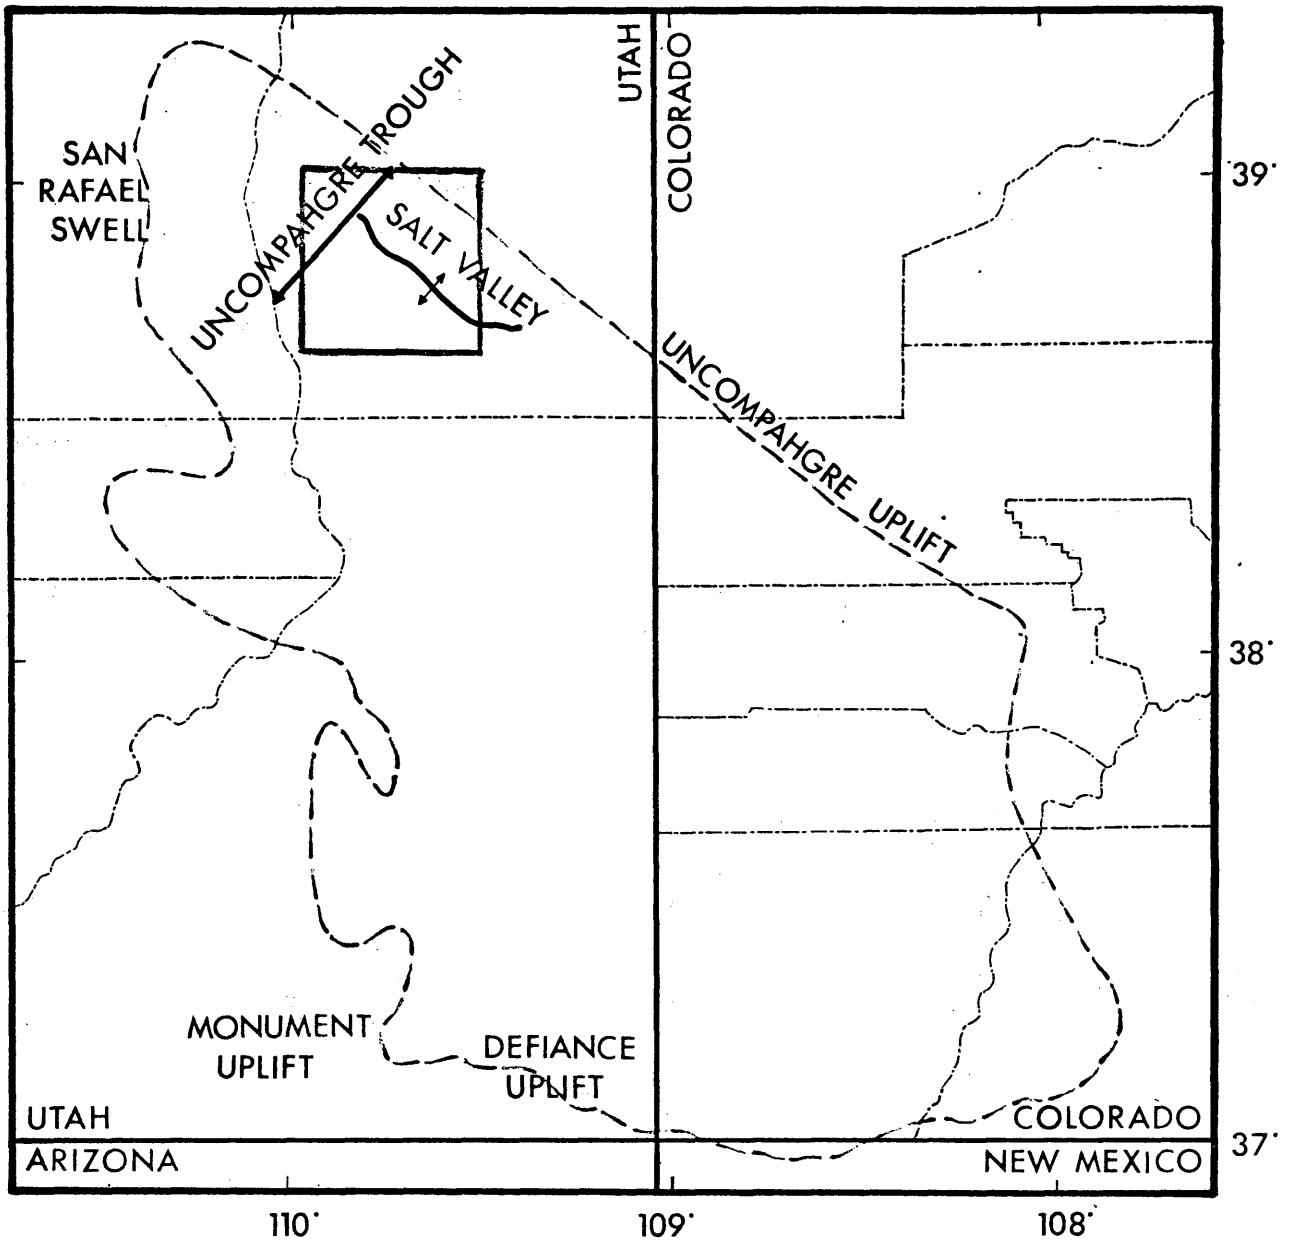 UTAH
COLORADO
UNCOMPAHGRE TROUGH
SAN
RAFAEL
SWELL
39°
SALT VALLEY
UNCOMPAHGRE UPLIFT
38°
MONUMENT
UPLIFT
DEFIANCE
UPLIFT
UTAH
COLORADO
37°
ARIZONA
NEW MEXICO
110°
109°
108°